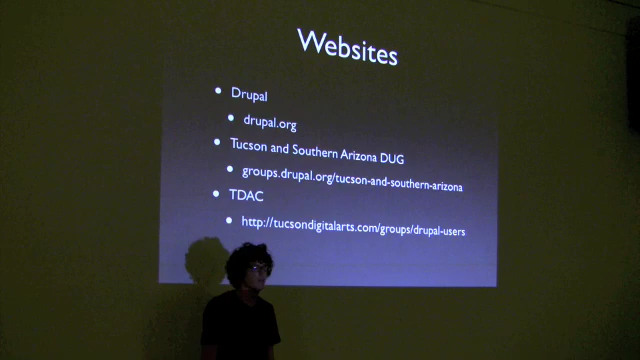 Websites
Drupal
drupal.org
Tucson and Southern Arizona DUG
groups.drupal.org/tucson-and-southern-arizona
TDAC
http://tucsondigitalarts.com/groups/drupal-users